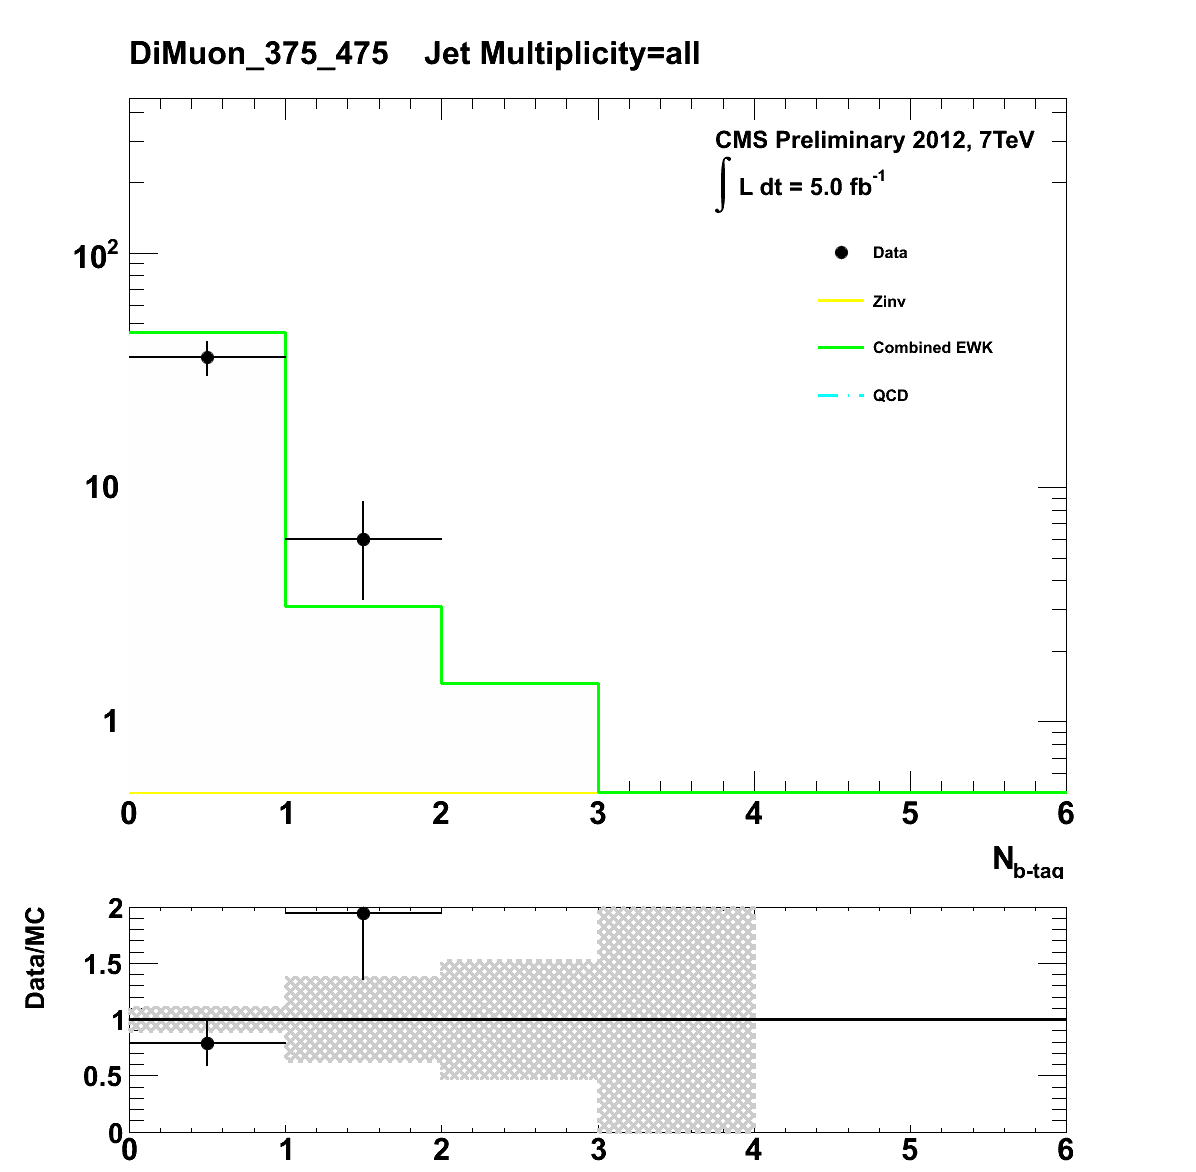 DiMuon_375_475 Jet Multiplicity=all
CMS Preliminary 2012, 7TeV
∫ L dt = 5.0 fb⁻¹
10²
Data
Zinv
Combined EWK
QCD
10
1
0 1 2 3 4 5 6
N_b-tag
Data/MC
2
1.5
1
0.5
0
0 1 2 3 4 5 6